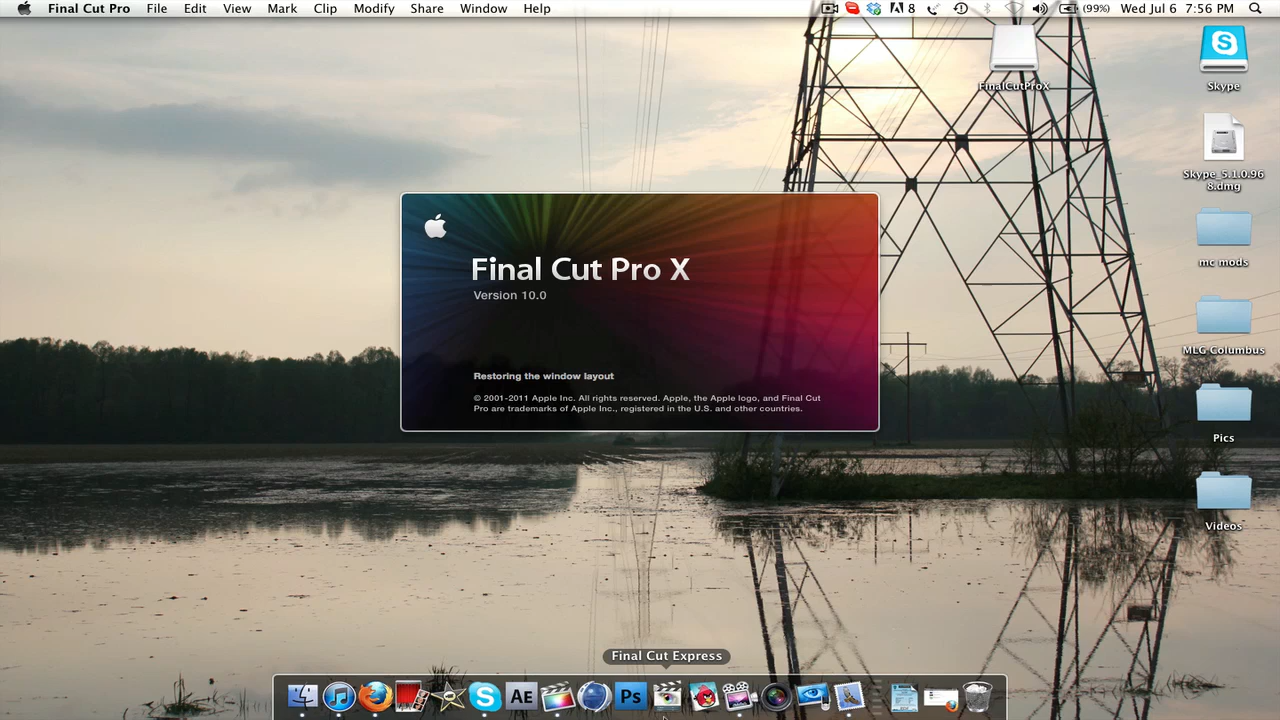 Final Cut Pro File Edit View Mark Clip Modify Share Window Help 8 (99%) Wed Jul 6 7:56 PM
FinalCutProX
Skype
Skype_5.1.0.96
8.dmg
mc mods
MLG Columbus
Pics
Videos
Final Cut Pro X
Version 10.0
Restoring the window layout
© 2001-2011 Apple Inc. All rights reserved. Apple, the Apple logo, and Final Cut
Pro are trademarks of Apple Inc., registered in the U.S. and other countries.
Final Cut Express
AE
Ps